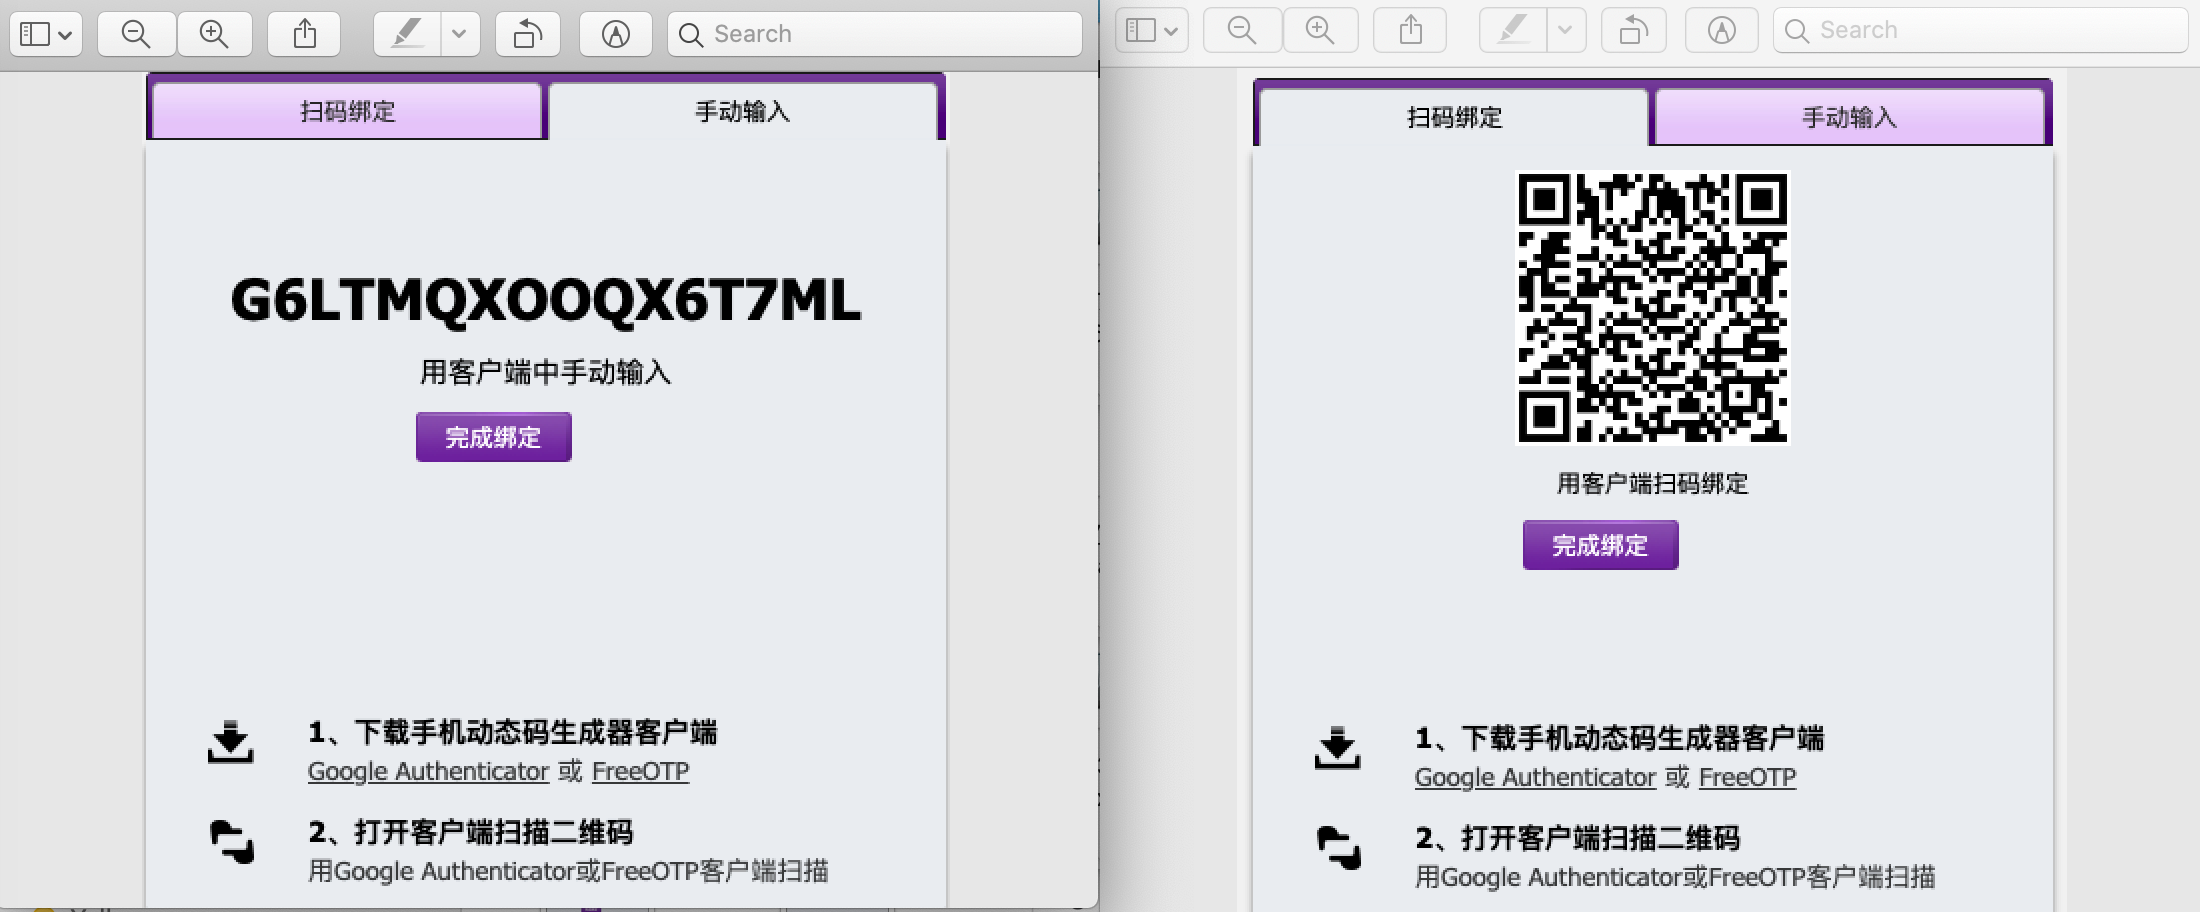 Search
扫码绑定
手动输入
G6LTMQXOOQX6T7ML
用客户端中手动输入
完成绑定
1、下载手机动态码生成器客户端
Google Authenticator 或 FreeOTP
2、打开客户端扫描二维码
用Google Authenticator或FreeOTP客户端扫描
Search
扫码绑定
手动输入
用客户端扫码绑定
完成绑定
1、下载手机动态码生成器客户端
Google Authenticator 或 FreeOTP
2、打开客户端扫描二维码
用Google Authenticator或FreeOTP客户端扫描